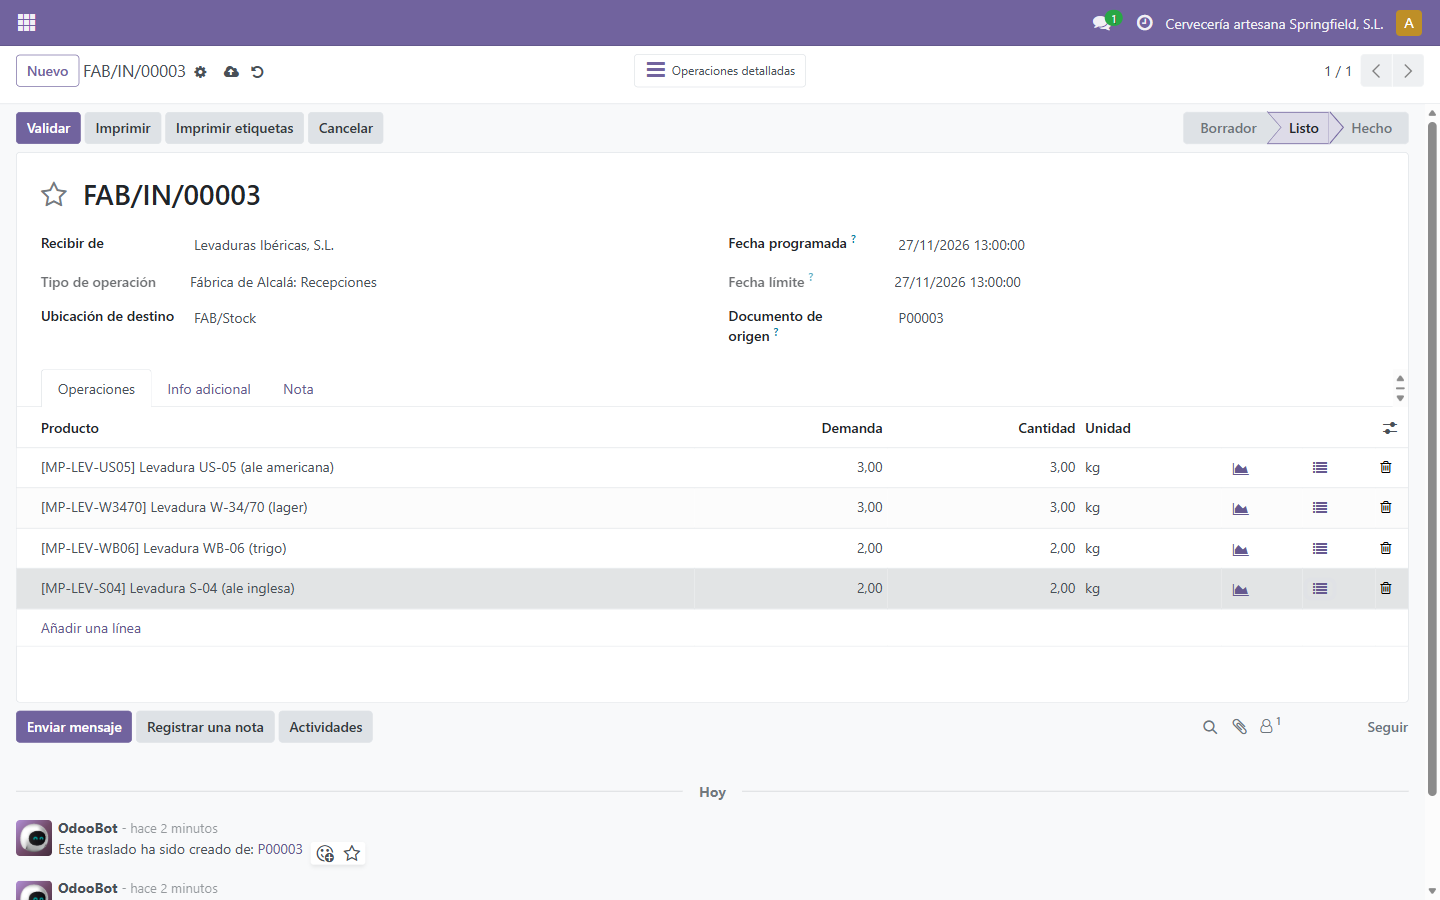 1
Cervecería artesana Springfield, S.L.
A
Nuevo
FAB/IN/00003
Operaciones detalladas
1 / 1
Validar
Imprimir
Imprimir etiquetas
Cancelar
Borrador
Listo
Hecho
FAB/IN/00003
Recibir de
Levaduras Ibéricas, S.L.
Fecha programada ?
27/11/2026 13:00:00
Tipo de operación
Fábrica de Alcalá: Recepciones
Fecha límite ?
27/11/2026 13:00:00
Ubicación de destino
FAB/Stock
Documento de
origen ?
P00003
Operaciones
Info adicional
Nota
Producto
Demanda
Cantidad
Unidad
[MP-LEV-US05] Levadura US-05 (ale americana)
3,00
3,00
kg
[MP-LEV-W3470] Levadura W-34/70 (lager)
3,00
3,00
kg
[MP-LEV-WB06] Levadura WB-06 (trigo)
2,00
2,00
kg
[MP-LEV-S04] Levadura S-04 (ale inglesa)
2,00
2,00
kg
Añadir una línea
Enviar mensaje
Registrar una nota
Actividades
1
Seguir
Hoy
OdooBot - hace 2 minutos
Este traslado ha sido creado de: P00003
OdooBot - hace 2 minutos